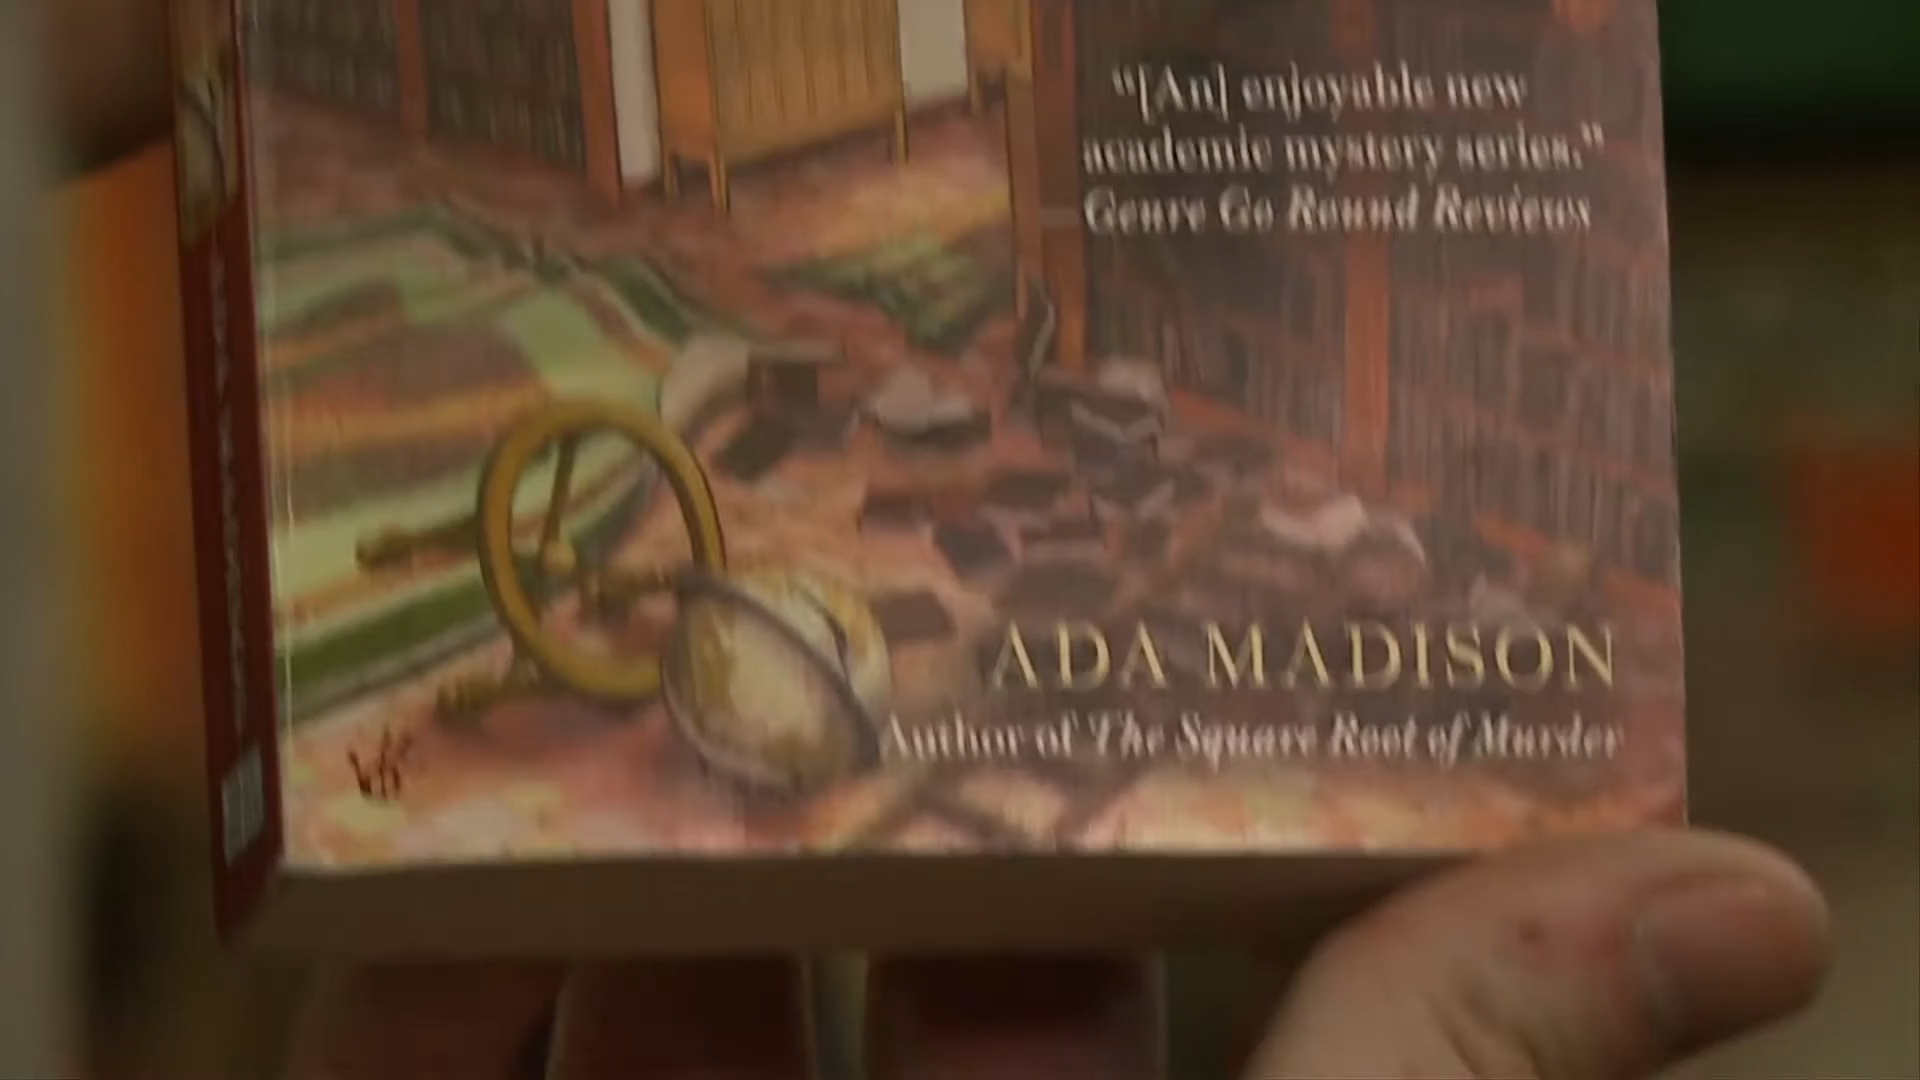 “[An] enjoyable new
academic mystery series.”
Genre Go Round Reviews
ADA MADISON
Author of The Square Root of Murder